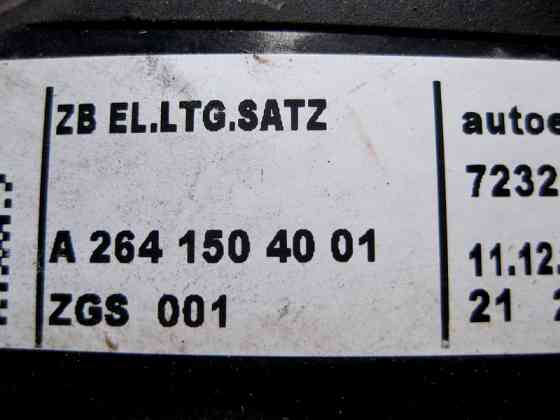 ZB EL.LTG.SATZ
A 264 150 40 01
ZGS 001
autoe
7232
11.12.
21